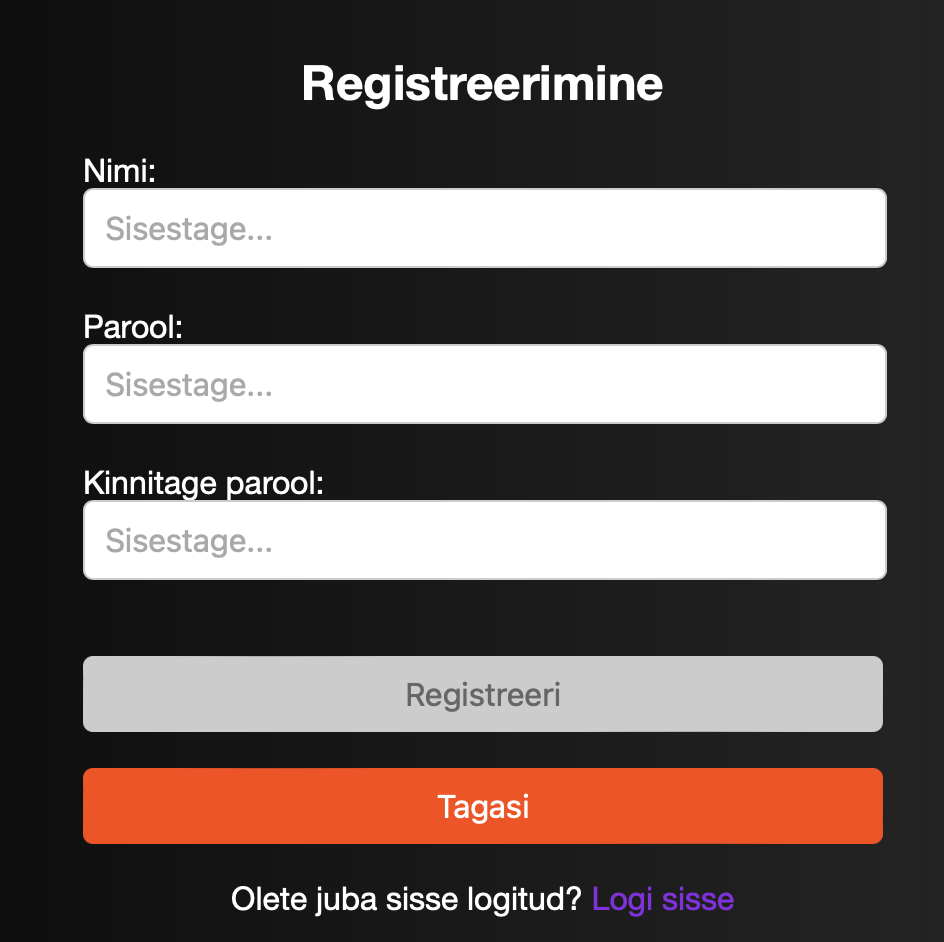 Registreerimine
Nimi:
Sisestage...
Parool:
Sisestage...
Kinnitage parool:
Sisestage...
Registreeri
Tagasi
Olete juba sisse logitud? Logi sisse